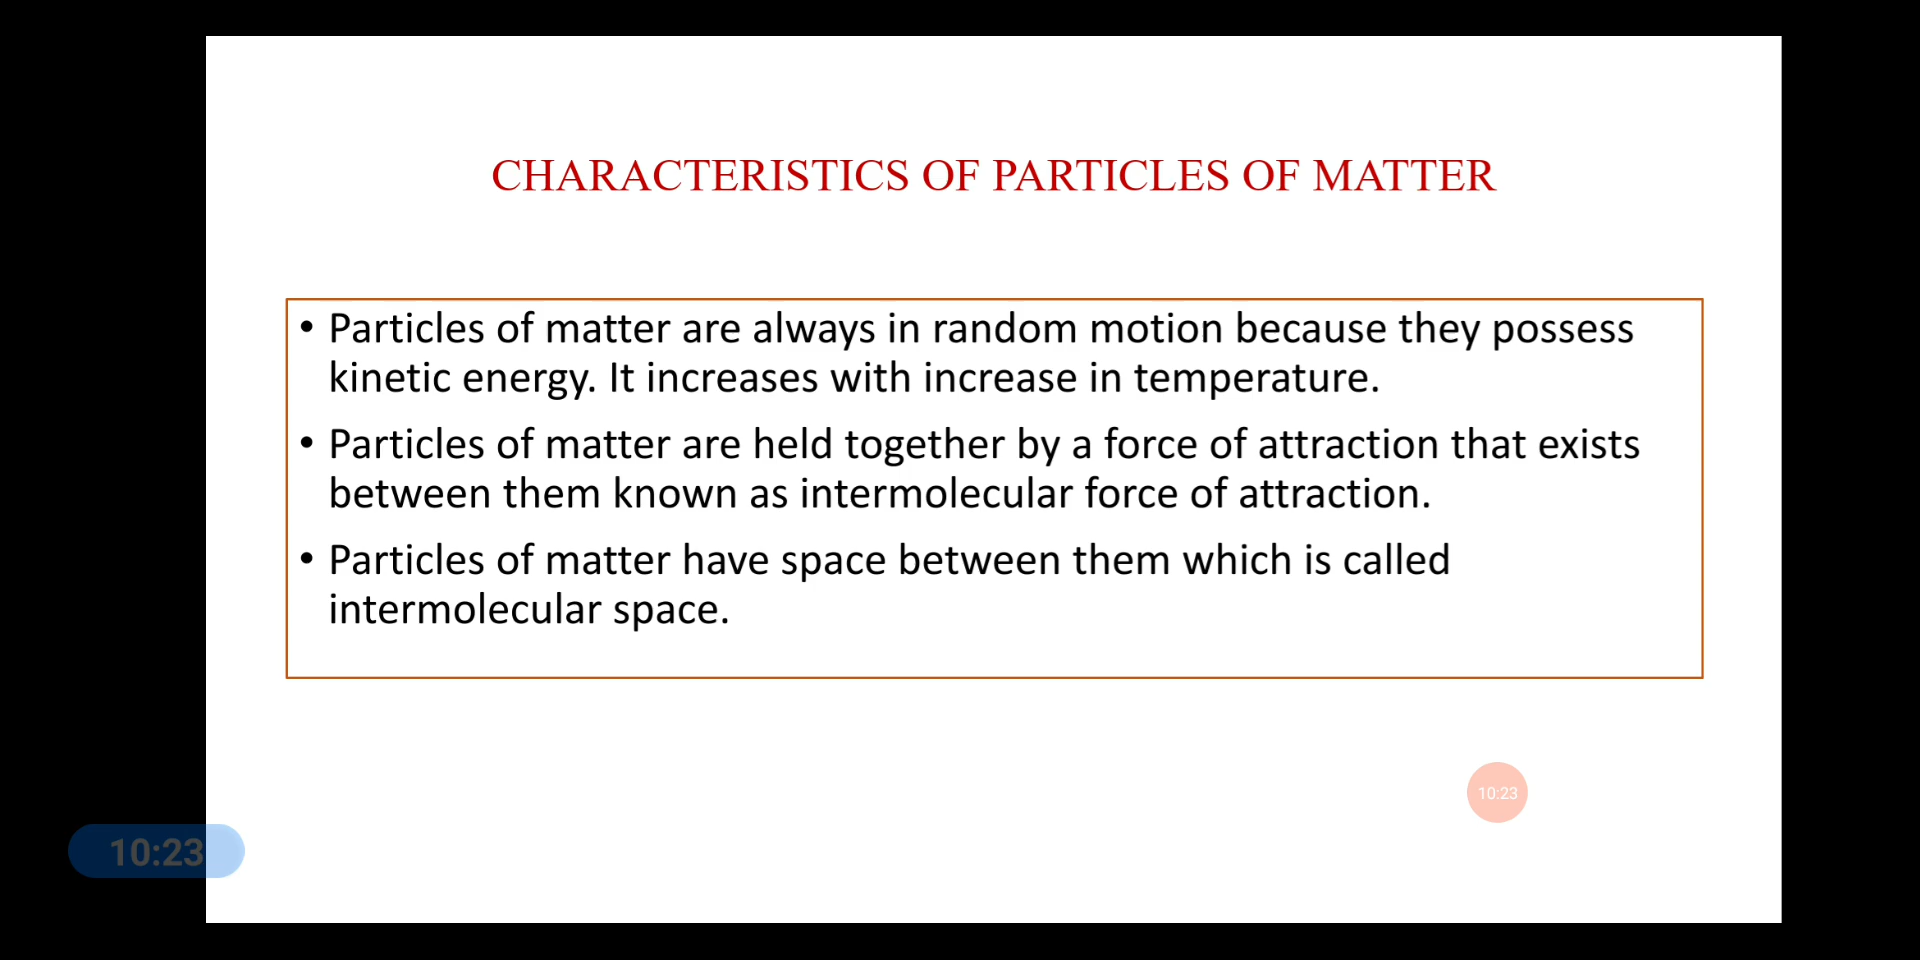 CHARACTERISTICS OF PARTICLES OF MATTER
• Particles of matter are always in random motion because they possess
kinetic energy. It increases with increase in temperature.
• Particles of matter are held together by a force of attraction that exists
between them known as intermolecular force of attraction.
• Particles of matter have space between them which is called
intermolecular space.
10:23
10:23